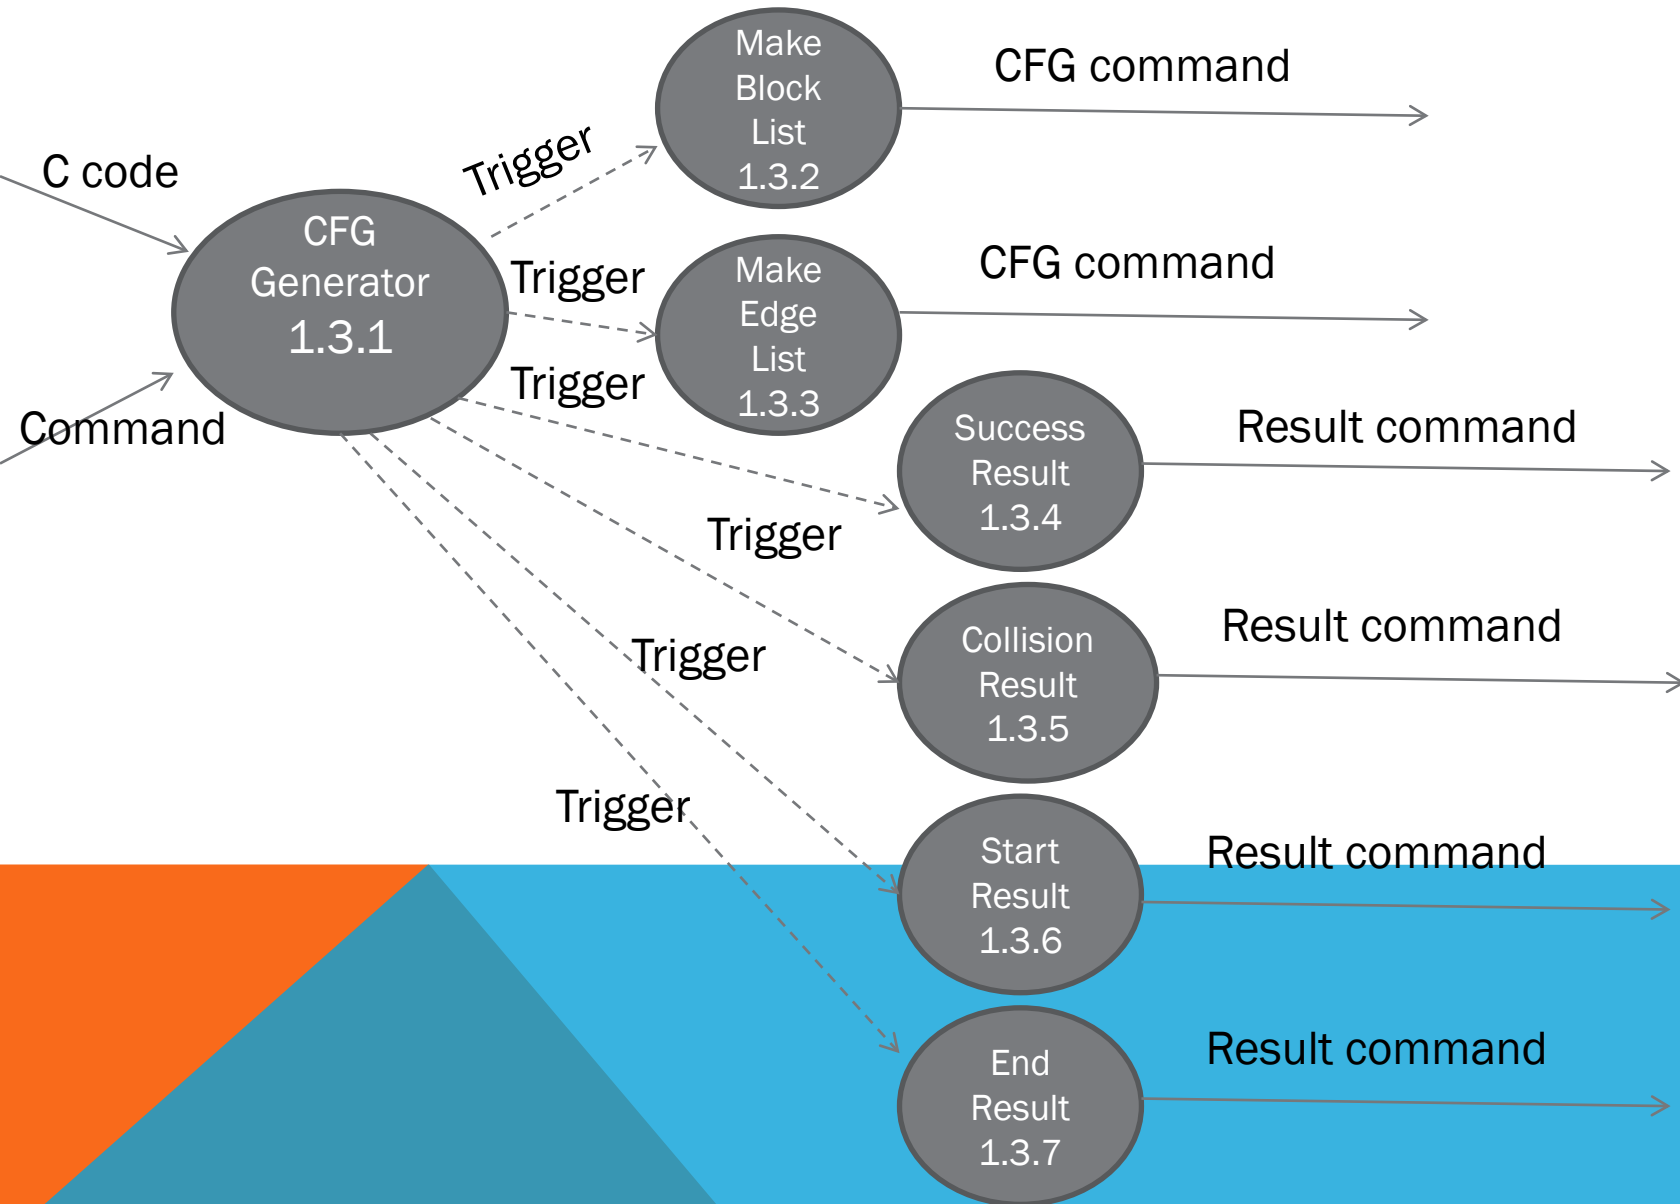 Make
Block
List
1.3.2
CFG command
C code
Trigger
CFG
Generator
1.3.1
Trigger
Make
Edge
List
1.3.3
CFG command
Trigger
Command
Success
Result
1.3.4
Result command
Trigger
Collision
Result
1.3.5
Result command
Trigger
Trigger
Start
Result
1.3.6
Result command
End
Result
1.3.7
Result command